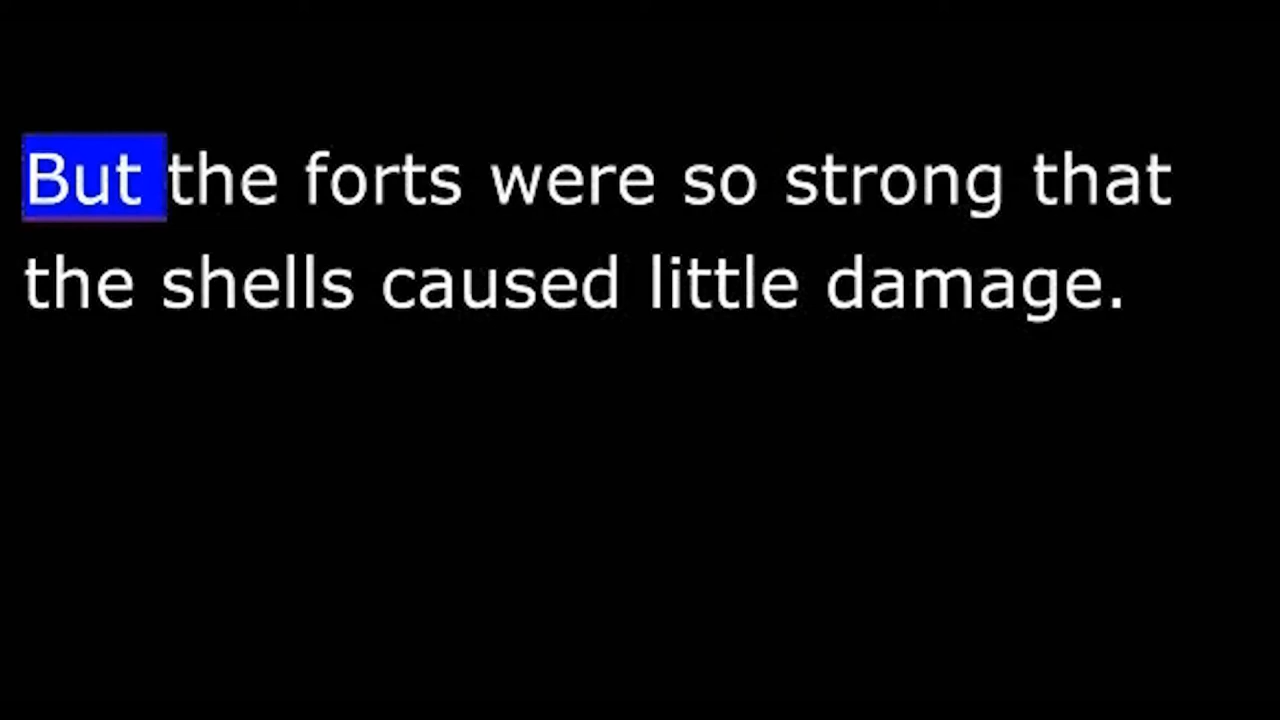 But the forts were so strong that
the shells caused little damage.